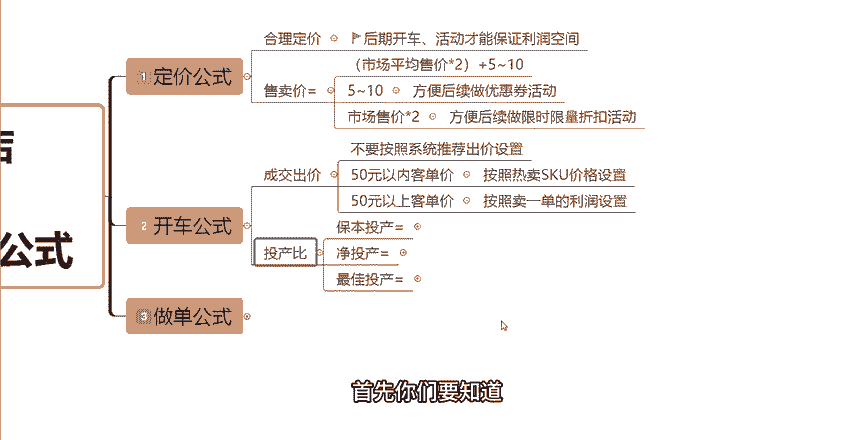 合理定价 后期开车、活动才能保证利润空间
1 定价公式
（市场平均售价*2）+5~10
售卖价=
5~10 方便后续做优惠券活动
市场售价*2 方便后续做限时限量折扣活动
不要按照系统推荐出价设置
成交出价
50元以内客单价 按照热卖SKU价格设置
50元以上客单价 按照卖一单的利润设置
2 开车公式
保本投产=
投产比
净投产=
最佳投产=
公式
3 做单公式
首先你们要知道